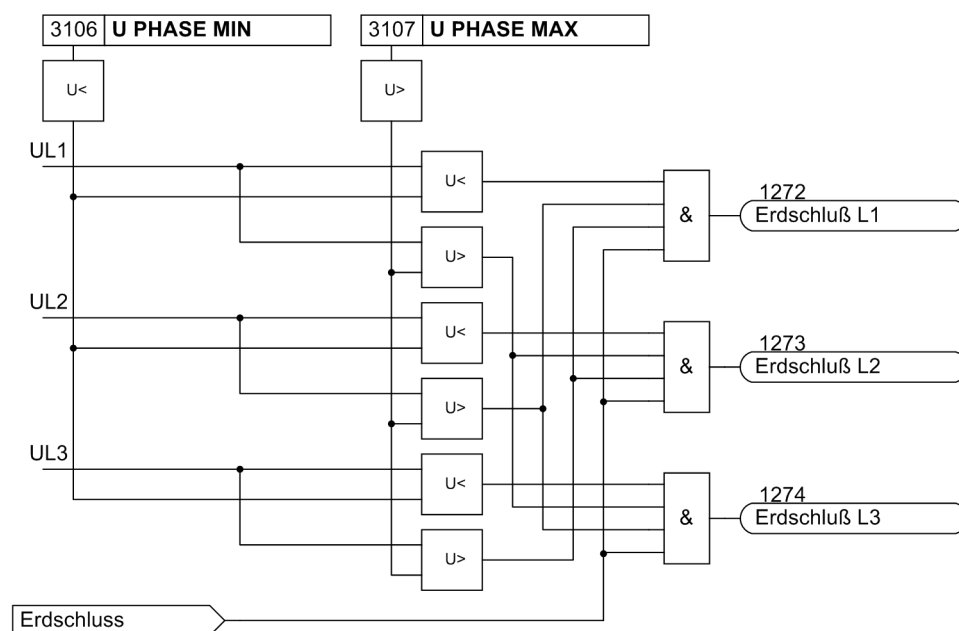 3106 U PHASE MIN
3107 U PHASE MAX
U<
U>
UL1
U<
1272
&
Erdschluß L1
U>
UL2
U<
1273
&
Erdschluß L2
U>
UL3
U<
1274
&
Erdschluß L3
U>
Erdschluss